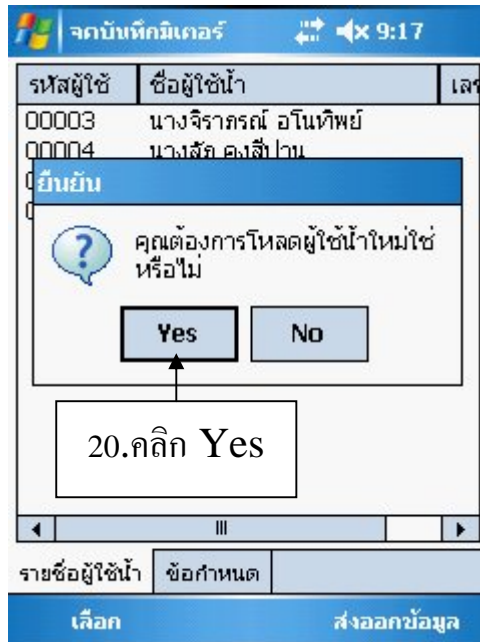 จดบันทึกมิเตอร์ 9:17
รหัสผู้ใช้ ชื่อผู้ใช้น้ำ
00003 นางจิราภรณ์ อโนทิพย์
00004
ยืนยัน
คุณต้องการโหลดผู้ใช้น้ำใหม่ใช่
หรือไม่
Yes No
20.คลิก Yes
รายชื่อผู้ใช้น้ำ ข้อกำหนด
เลือก ส่งออกข้อมูล